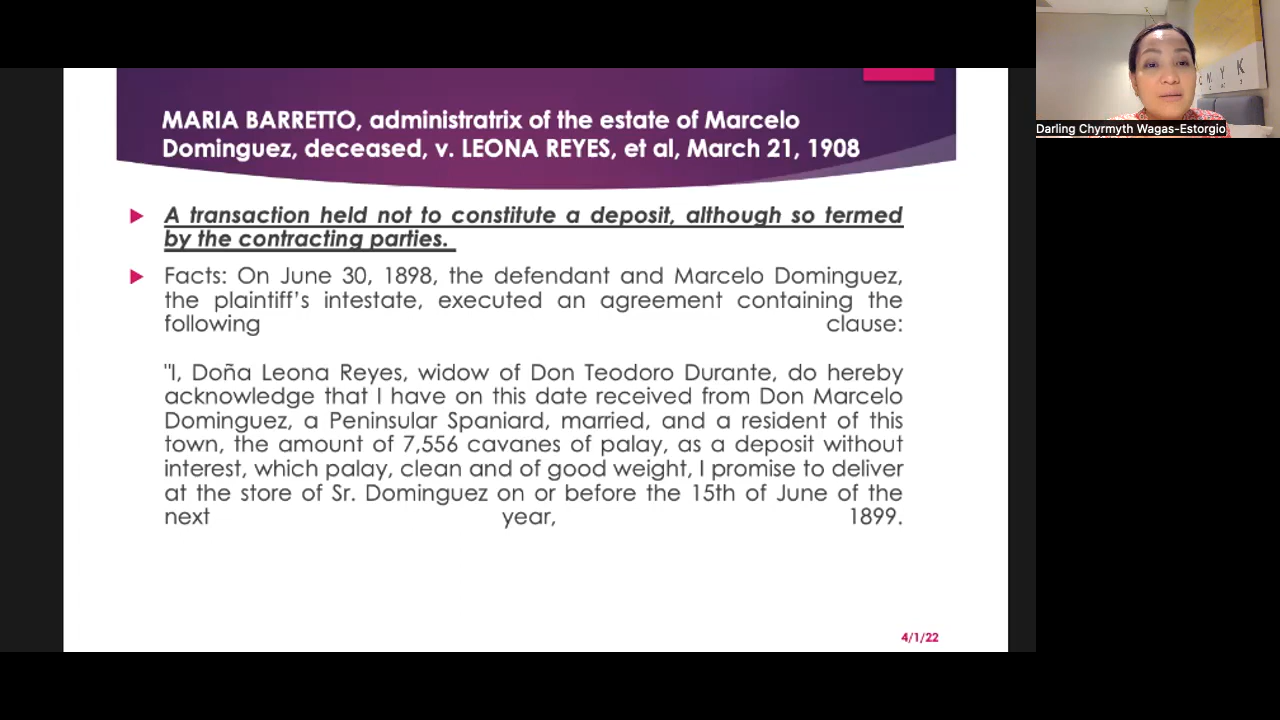 MARIA BARRETTO, administratrix of the estate of Marcelo
Dominguez, deceased, v. LEONA REYES, et al, March 21, 1908
A transaction held not to constitute a deposit, although so termed
by the contracting parties.
Facts: On June 30, 1898, the defendant and Marcelo Dominguez,
the plaintiff's intestate, executed an agreement containing the
following clause:
"I, Doña Leona Reyes, widow of Don Teodoro Durante, do hereby
acknowledge that I have on this date received from Don Marcelo
Dominguez, a Peninsular Spaniard, married, and a resident of this
town, the amount of 7,556 cavanes of palay, as a deposit without
interest, which palay, clean and of good weight, I promise to deliver
at the store of Sr. Dominguez on or before the 15th of June of the
next year, 1899.
4/1/22
Darling Chyrmyth Wagas-Estorgio